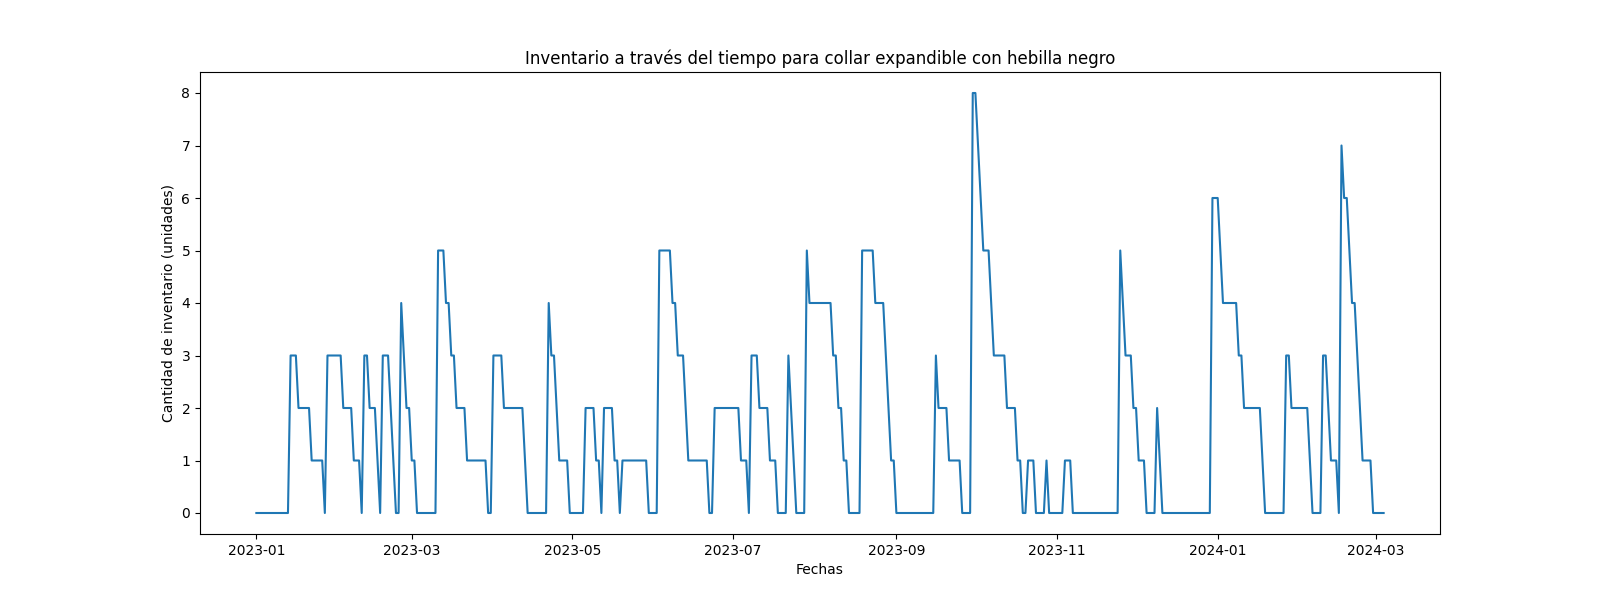 Inventario a través del tiempo para collar expandible con hebilla negro
Cantidad de inventario (unidades)
8
7
6
5
4
3
2
1
0
2023-01 2023-03 2023-05 2023-07 2023-09 2023-11 2024-01 2024-03
Fechas